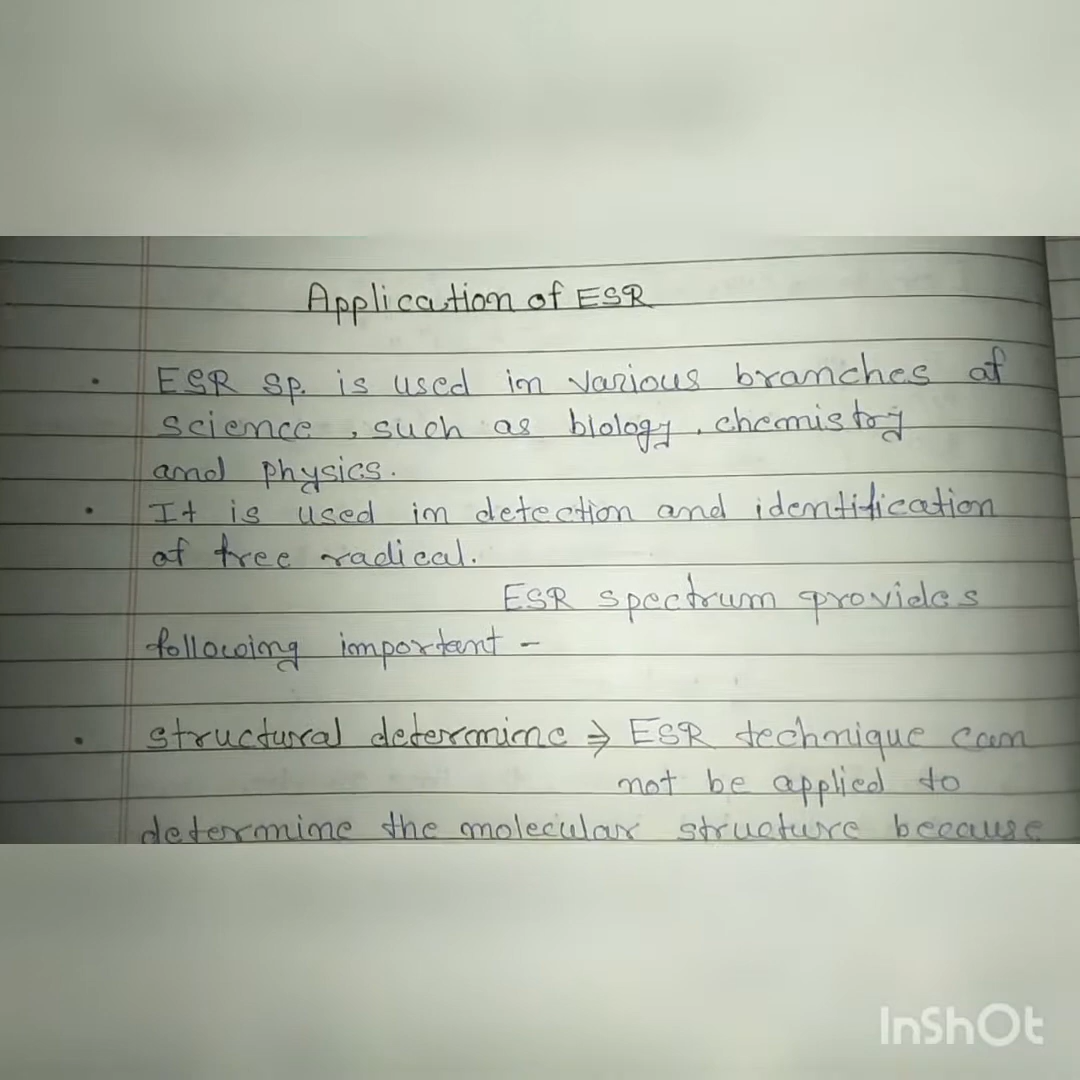 Application of ESR
• ESR sp. is used in various branches of
science, such as biology, chemistry
and physics.
• It is used in detection and identification
of free radical.
ESR spectrum provides
following important -
• structural determine ⇒ ESR technique can
not be applied to
determine the molecular structure because
InShOt